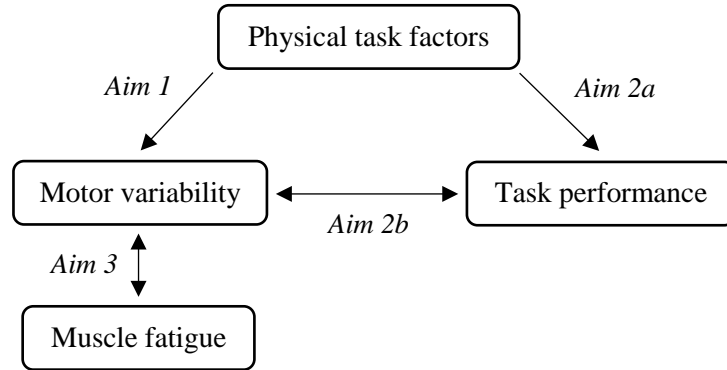 Physical task factors
Aim 1
Aim 2a
Motor variability
Task performance
Aim 2b
Aim 3
Muscle fatigue